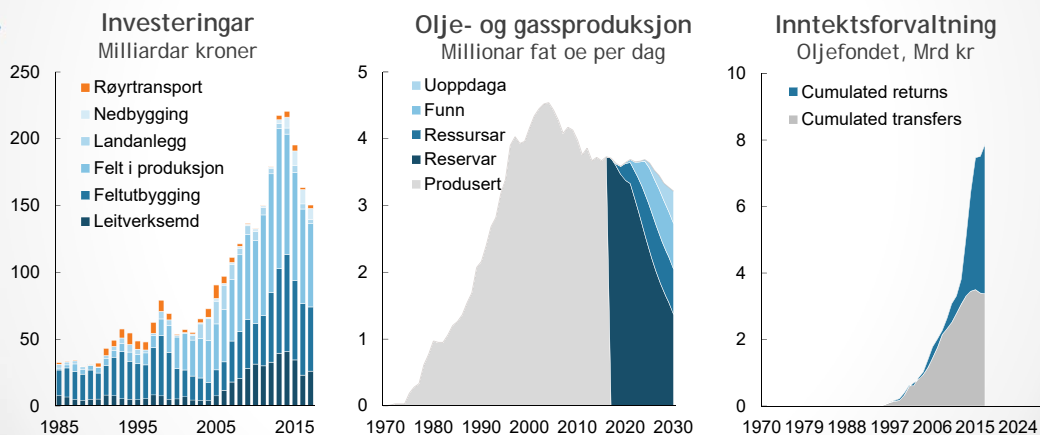 Investeringar
Milliardar kroner
250
200
150
100
50
0
Røyrtransport
Nedbygging
Landanlegg
Felt i produksjon
Feltutbygging
Leitverksemd
1985
1995
2005
2015
Olje- og gassproduksjon
Millionar fat oe per dag
5
4
3
2
1
0
Uoppdaga
Funn
Ressursar
Reservar
Produsert
1970
1980
1990
2000
2010
2020
2030
Inntektsforvaltning
Oljefondet, Mrd kr
10
8
6
4
2
0
Cumulated returns
Cumulated transfers
1970
1979
1988
1997
2006
2015
2024